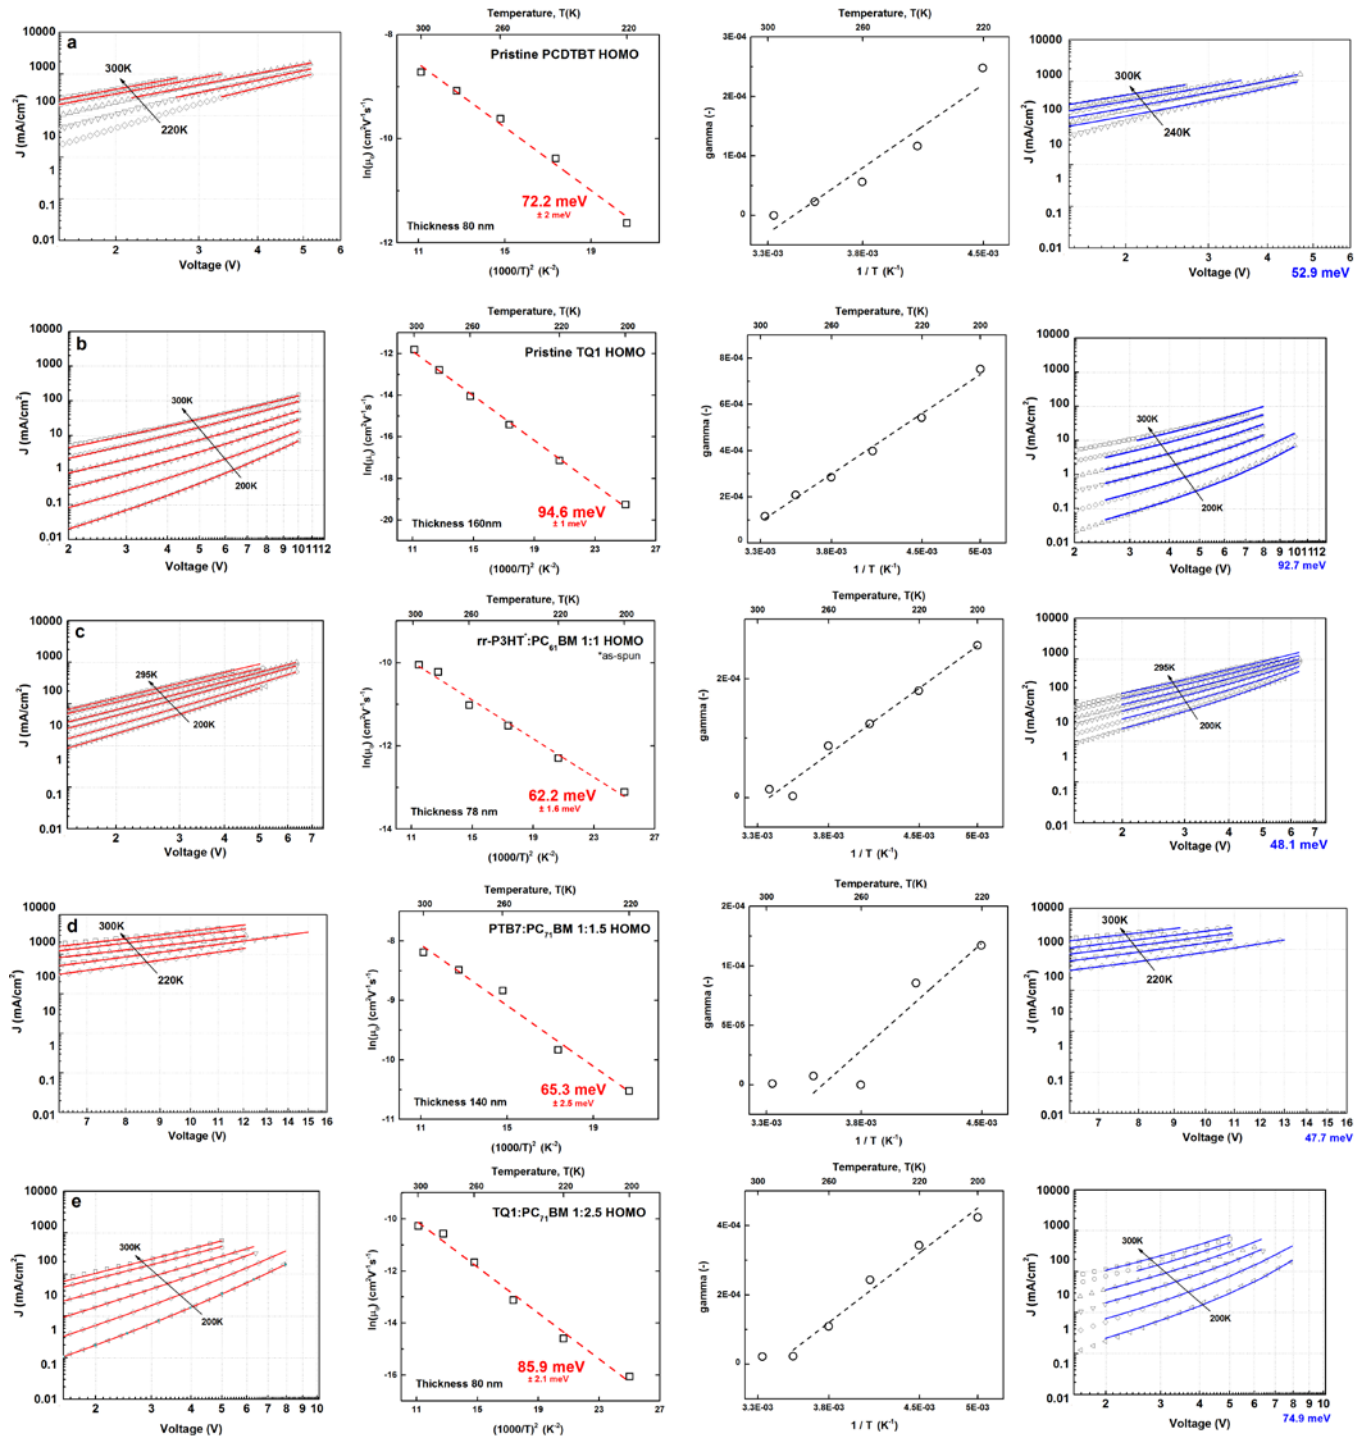 a
J (mA/cm²)
10000
1000
100
10
1
0.1
0.01
300K
220K
2
3
4
5
6
Voltage (V)
Temperature, T(K)
300
260
220
Pristine PCDTBT HOMO
ln(μ₀) (cm²V⁻¹s⁻¹)
-8
-10
-12
72.2 meV
± 2 meV
Thickness 80 nm
11
15
19
(1000/T)² (K⁻²)
Temperature, T(K)
300
260
220
gamma (-)
3E-04
1E-04
0
3.3E-03
3.8E-03
4.5E-03
1 / T (K⁻¹)
J (mA/cm²)
10000
1000
100
10
1
0.1
0.01
300K
240K
2
3
4
5
6
Voltage (V)
52.9 meV
b
J (mA/cm²)
10000
1000
100
10
1
0.1
0.01
300K
200K
2
3
4
5
6
7
8
9
10
11
12
Voltage (V)
Temperature, T(K)
300
260
220
200
Pristine TQ1 HOMO
ln(μ₀) (cm²V⁻¹s⁻¹)
-12
-14
-16
-18
-20
94.6 meV
± 1 meV
Thickness 160nm
11
15
19
23
27
(1000/T)² (K⁻²)
Temperature, T(K)
300
260
220
200
gamma (-)
8E-04
6E-04
4E-04
2E-04
0
3.3E-03
3.8E-03
4.5E-03
5E-03
1 / T (K⁻¹)
J (mA/cm²)
10000
1000
100
10
1
0.1
0.01
300K
200K
2
3
4
5
6
7
8
9
10
11
12
Voltage (V)
92.7 meV
c
J (mA/cm²)
10000
1000
100
10
1
0.1
0.01
295K
200K
2
3
4
5
6
7
Voltage (V)
Temperature, T(K)
300
260
220
200
rr-P3HT*:PC₆₁BM 1:1 HOMO
*as-spun
ln(μ₀) (cm²V⁻¹s⁻¹)
-10
-12
-14
62.2 meV
± 1.6 meV
Thickness 78 nm
11
15
19
23
27
(1000/T)² (K⁻²)
Temperature, T(K)
300
260
220
200
gamma (-)
2E-04
0
3.3E-03
3.8E-03
4.5E-03
5E-03
1 / T (K⁻¹)
J (mA/cm²)
10000
1000
100
10
1
0.1
0.01
295K
200K
2
3
4
5
6
7
Voltage (V)
48.1 meV
d
J (mA/cm²)
10000
1000
100
10
1
0.1
0.01
300K
220K
7
8
9
10
11
12
13
14
15
16
Voltage (V)
Temperature, T(K)
300
260
220
PTB7:PC₇₁BM 1:1.5 HOMO
ln(μ₀) (cm²V⁻¹s⁻¹)
-8
-9
-10
-11
65.3 meV
± 2.5 meV
Thickness 140 nm
11
15
19
(1000/T)² (K⁻²)
Temperature, T(K)
300
260
220
gamma (-)
2E-04
1E-04
5E-05
0
3.3E-03
3.8E-03
4.5E-03
1 / T (K⁻¹)
J (mA/cm²)
10000
1000
100
10
1
0.1
0.01
300K
220K
7
8
9
10
11
12
13
14
15
16
Voltage (V)
47.7 meV
e
J (mA/cm²)
10000
1000
100
10
1
0.1
0.01
300K
200K
2
3
4
5
6
7
8
9
10
Voltage (V)
Temperature, T(K)
300
260
220
200
TQ1:PC₇₁BM 1:2.5 HOMO
ln(μ₀) (cm²V⁻¹s⁻¹)
-10
-12
-14
-16
85.9 meV
± 2.1 meV
Thickness 80 nm
11
15
19
23
27
(1000/T)² (K⁻²)
Temperature, T(K)
300
260
220
200
gamma (-)
4E-04
2E-04
0
3.3E-03
3.8E-03
4.5E-03
5E-03
1 / T (K⁻¹)
J (mA/cm²)
10000
1000
100
10
1
0.1
0.01
300K
200K
2
3
4
5
6
7
8
9
10
Voltage (V)
74.9 meV